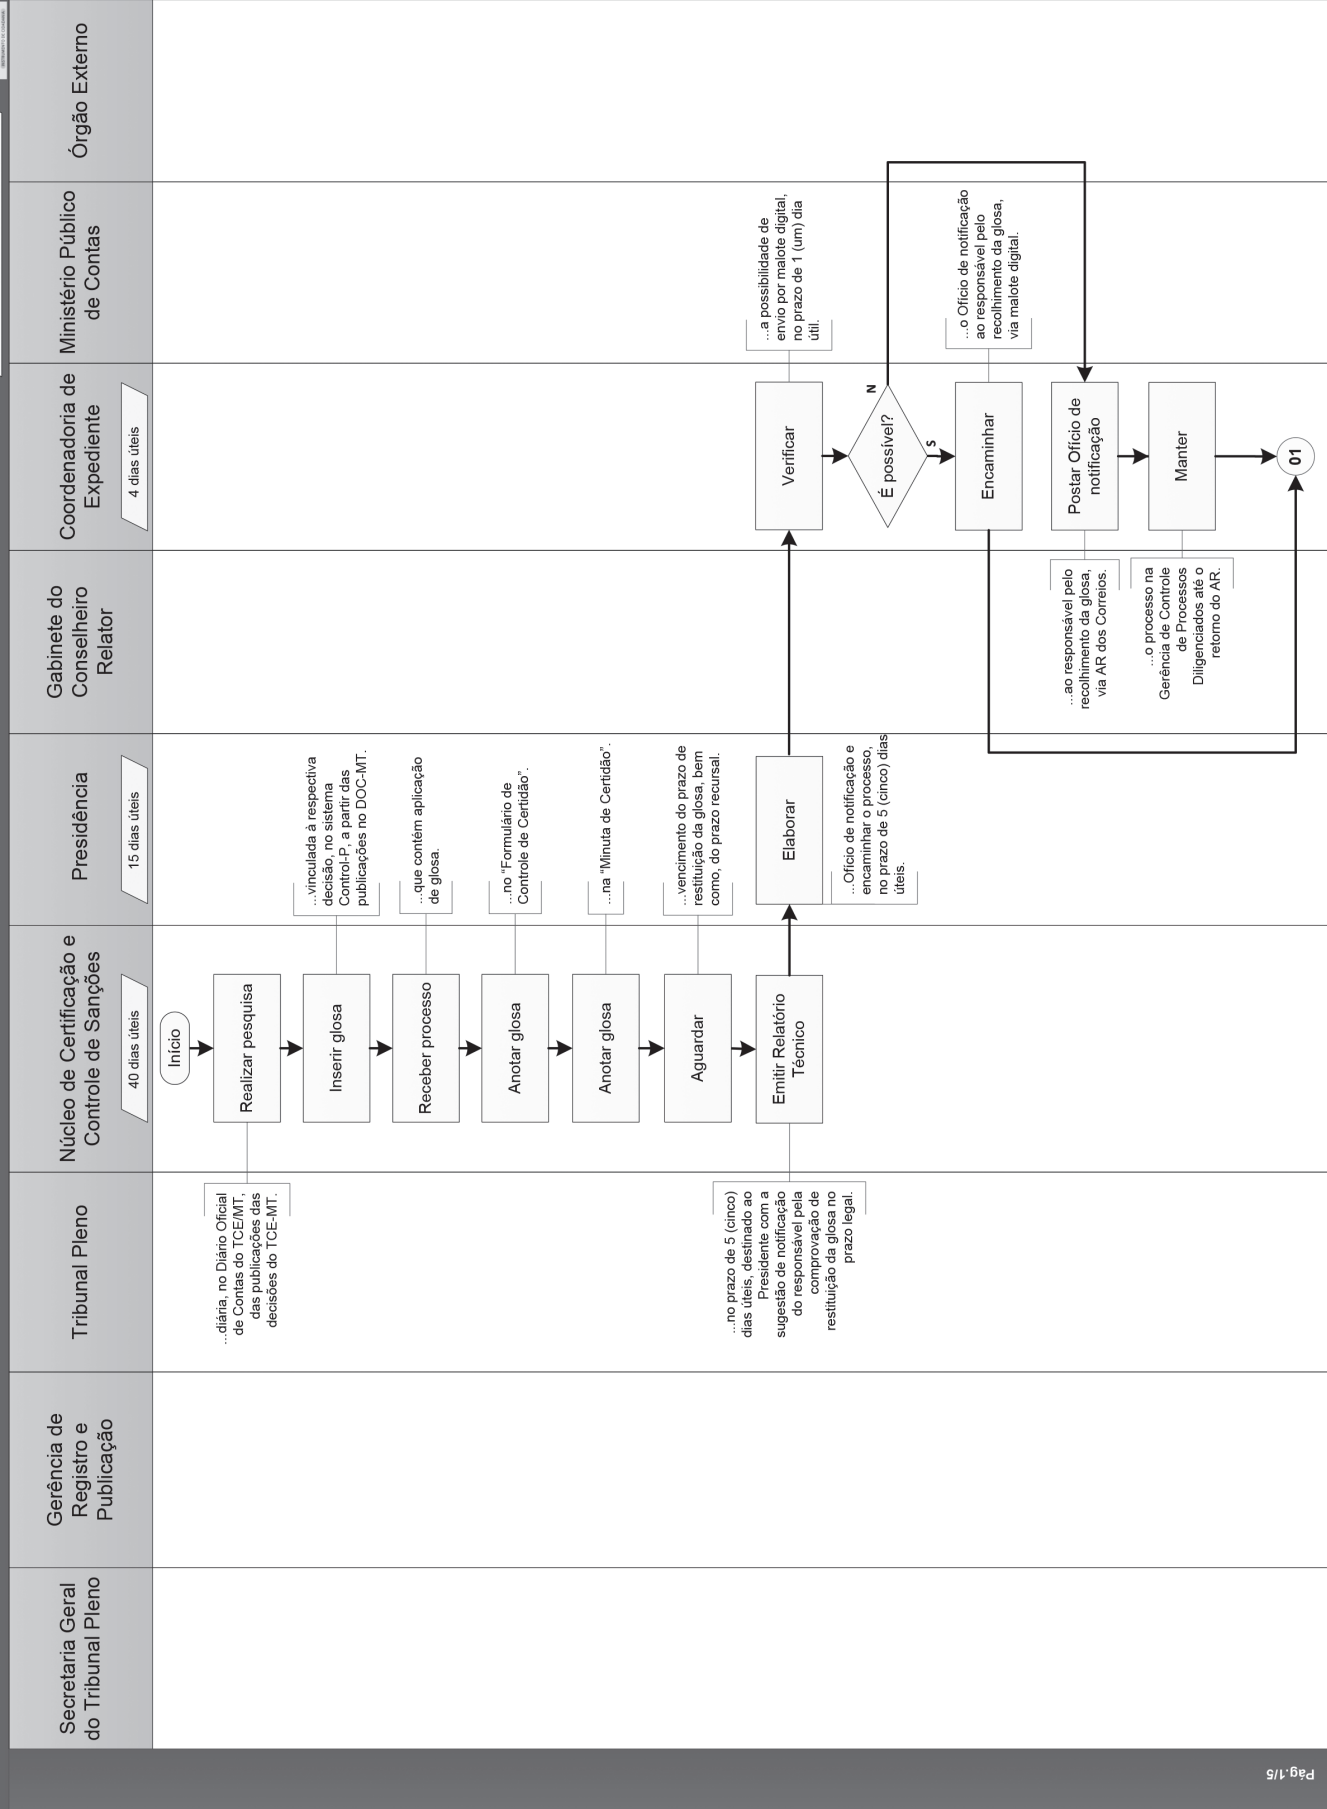 Secretaria Geral
do Tribunal Pleno
Gerência de
Registro e
Publicação
Tribunal Pleno
Núcleo de Certificação e
Controle de Sanções
40 dias úteis
Presidência
15 dias úteis
Gabinete do
Conselheiro
Relator
Coordenadoria de
Expediente
4 dias úteis
Ministério Público
de Contas
Órgão Externo
Início
Realizar pesquisa
...diária, no Diário Oficial
de Contas do TCE/MT,
das publicações das
decisões do TCE-MT.
Inserir glosa
...vinculada à respectiva
decisão, no sistema
Control-P, a partir das
publicações no DOC-MT.
Receber processo
...que contém aplicação
de glosa.
Anotar glosa
...no “Formulário de
Controle de Certidão”.
Anotar glosa
...na “Minuta de Certidão”.
Aguardar
...vencimento do prazo de
restituição da glosa, bem
como, do prazo recursal.
Emitir Relatório
Técnico
...no prazo de 5 (cinco)
dias úteis, destinado ao
Presidente com a
sugestão de notificação
do responsável pela
comprovação de
restituição da glosa no
prazo legal.
Elaborar
...Ofício de notificação e
encaminhar o processo,
no prazo de 5 (cinco) dias
úteis.
Verificar
...a possibilidade de
envio por malote digital,
no prazo de 1 (um) dia
útil.
É possível?
N
S
Encaminhar
...o Ofício de notificação
ao responsável pelo
recolhimento da glosa,
via malote digital.
Postar Ofício de
notificação
...ao responsável pelo
recolhimento da glosa,
via AR dos Correios.
Manter
...o processo na
Gerência de Controle
de Processos
Diligenciados até o
retorno do AR.
01
Pág.1/5